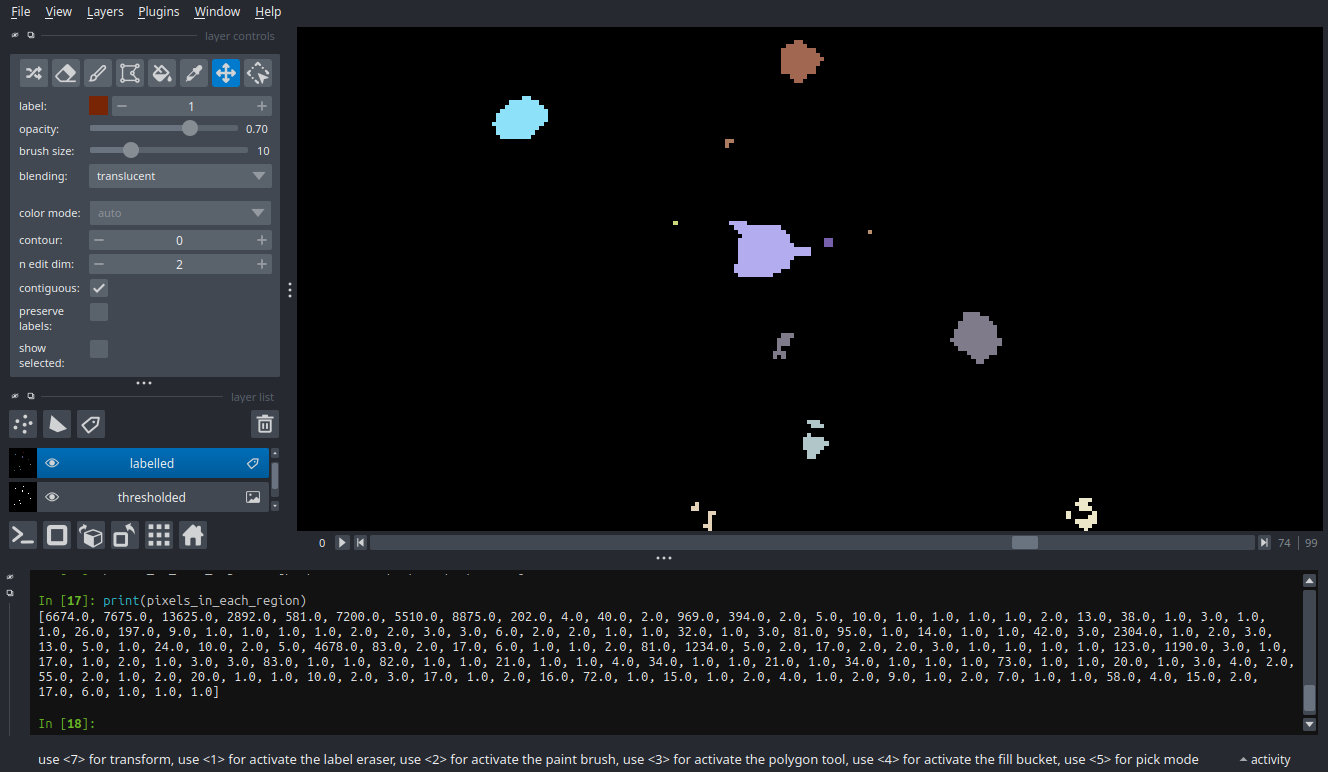 File View Layers Plugins Window Help
layer controls
label: 1
opacity: 0.70
brush size: 10
blending: translucent
color mode: auto
contour: 0
n edit dim: 2
contiguous:
preserve
labels:
show
selected:
layer list
labelled
thresholded
0 74 99
In [17]: print(pixels_in_each_region)
[6674.0, 7675.0, 13625.0, 2892.0, 581.0, 7200.0, 5510.0, 8875.0, 202.0, 4.0, 40.0, 2.0, 969.0, 394.0, 2.0, 5.0, 10.0, 1.0, 1.0, 1.0, 1.0, 2.0, 13.0, 38.0, 1.0, 3.0, 1.0,
1.0, 26.0, 197.0, 9.0, 1.0, 1.0, 1.0, 1.0, 2.0, 2.0, 3.0, 3.0, 6.0, 2.0, 2.0, 1.0, 1.0, 32.0, 1.0, 3.0, 81.0, 95.0, 1.0, 14.0, 1.0, 1.0, 42.0, 3.0, 2304.0, 1.0, 2.0, 3.0,
13.0, 5.0, 1.0, 24.0, 10.0, 2.0, 5.0, 4678.0, 83.0, 2.0, 17.0, 6.0, 1.0, 1.0, 2.0, 81.0, 1234.0, 5.0, 2.0, 17.0, 2.0, 2.0, 3.0, 1.0, 1.0, 1.0, 1.0, 123.0, 1190.0, 3.0, 1.0,
17.0, 1.0, 2.0, 1.0, 3.0, 3.0, 83.0, 1.0, 1.0, 82.0, 1.0, 1.0, 21.0, 1.0, 1.0, 4.0, 34.0, 1.0, 1.0, 21.0, 1.0, 34.0, 1.0, 1.0, 1.0, 73.0, 1.0, 1.0, 20.0, 1.0, 3.0, 4.0, 2.0,
55.0, 2.0, 1.0, 2.0, 20.0, 1.0, 1.0, 10.0, 2.0, 3.0, 17.0, 1.0, 2.0, 16.0, 72.0, 1.0, 15.0, 1.0, 2.0, 4.0, 1.0, 2.0, 9.0, 1.0, 2.0, 7.0, 1.0, 1.0, 58.0, 4.0, 15.0, 2.0,
17.0, 6.0, 1.0, 1.0, 1.0]
In [18]:
use <7> for transform, use <1> for activate the label eraser, use <2> for activate the paint brush, use <3> for activate the polygon tool, use <4> for activate the fill bucket, use <5> for pick mode
activity